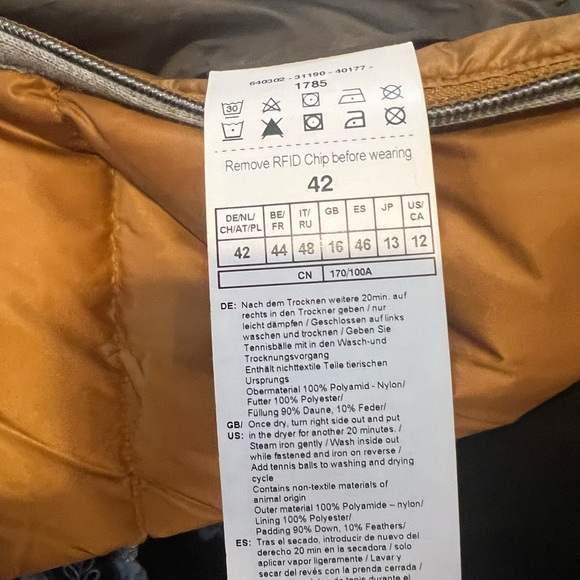 640302 - 31190 - 40177 -
1785
30
Remove RFID Chip before wearing
42
DE/NL/ BE/ IT/ GB ES JP US/
CH/AT/PL FR RU CA
42 44 48 16 46 13 12
CN 170/100A
DE: Nach dem Trocknen weitere 20min. auf
rechts in den Trockner geben / nur
leicht dämpfen / Geschlossen auf links
waschen und trocknen / Geben Sie
Tennisbälle mit in den Wasch-und
Trocknungsvorgang
Enthält nichttextile Teile tierischen
Ursprungs
Obermaterial 100% Polyamid - Nylon/
Futter 100% Polyester/
Füllung 90% Daune, 10% Feder/
GB/ Once dry, turn right side out and put
US: in the dryer for another 20 minutes. /
Steam iron gently / Wash inside out
while fastened and iron on reverse /
Add tennis balls to washing and drying
cycle
Contains non-textile materials of
animal origin
Outer material 100% Polyamide – nylon/
Lining 100% Polyester/
Padding 90% Down, 10% Feathers/
ES: Tras el secado, introducir de nuevo del
derecho 20 min en la secadora / solo
aplicar vapor ligeramente / Lavar y
secar del revés con la prenda cerrada /